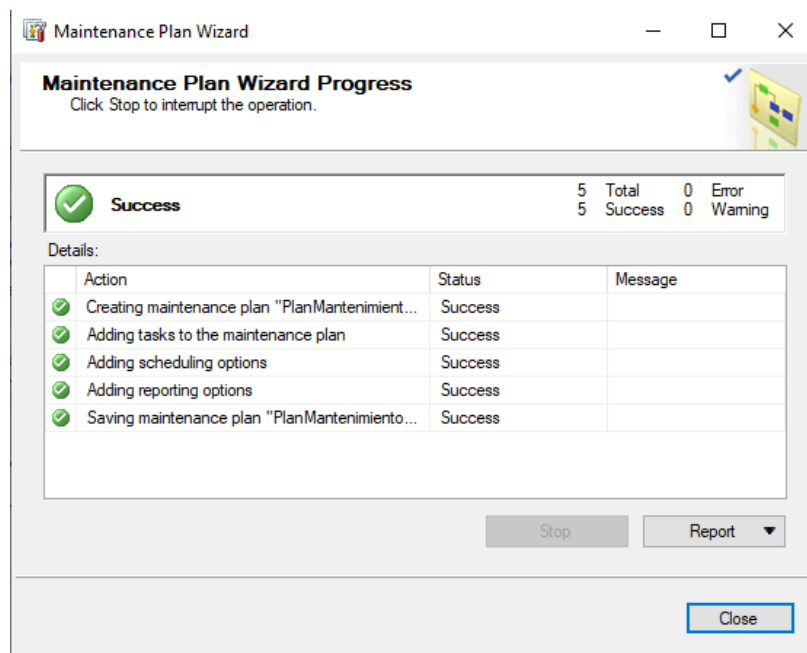 Maintenance Plan Wizard
Maintenance Plan Wizard Progress
Click Stop to interrupt the operation.
Success
5 Total 0 Error
5 Success 0 Warning
Details:
Action Status Message
Creating maintenance plan "PlanMantenimient... Success
Adding tasks to the maintenance plan Success
Adding scheduling options Success
Adding reporting options Success
Saving maintenance plan "PlanMantenimiento... Success
Stop Report
Close